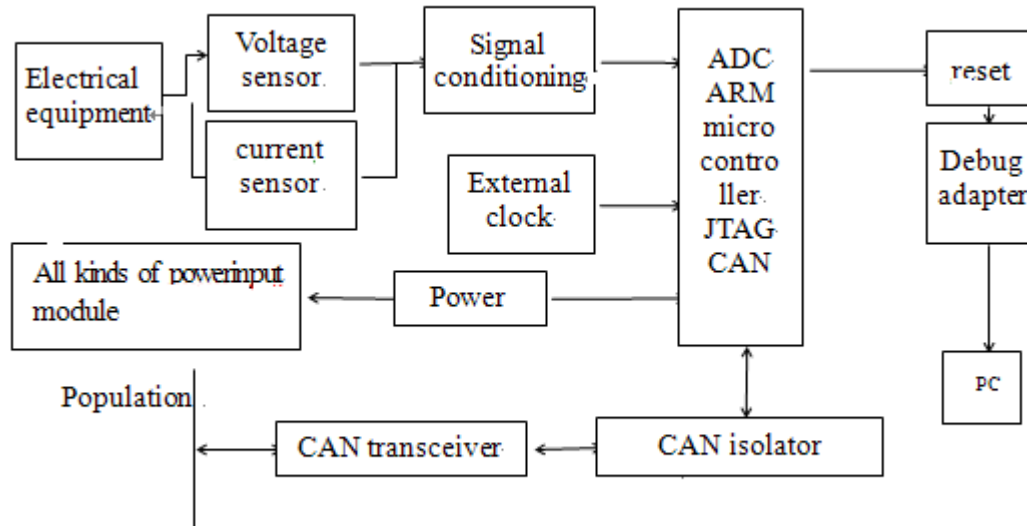 Electrical
equipment
Voltage
sensor
current
sensor
Signal
conditioning
External
clock
ADC
ARM
micro
contro
ller
JTAG
CAN
reset
Debug
adapter
PC
All kinds of powerinput
module
Power
Population
CAN transceiver
CAN isolator